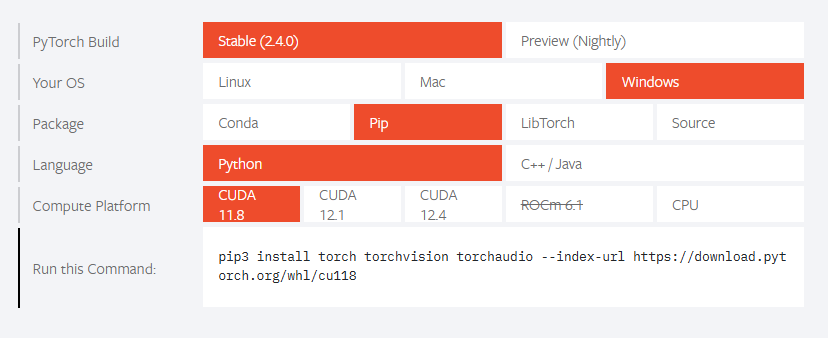 PyTorch Build
Stable (2.4.0)
Preview (Nightly)
Your OS
Linux
Mac
Windows
Package
Conda
Pip
LibTorch
Source
Language
Python
C++ / Java
Compute Platform
CUDA
11.8
CUDA
12.1
CUDA
12.4
ROCm 6.1
CPU
Run this Command:
pip3 install torch torchvision torchaudio --index-url https://download.pyt
orch.org/whl/cu118